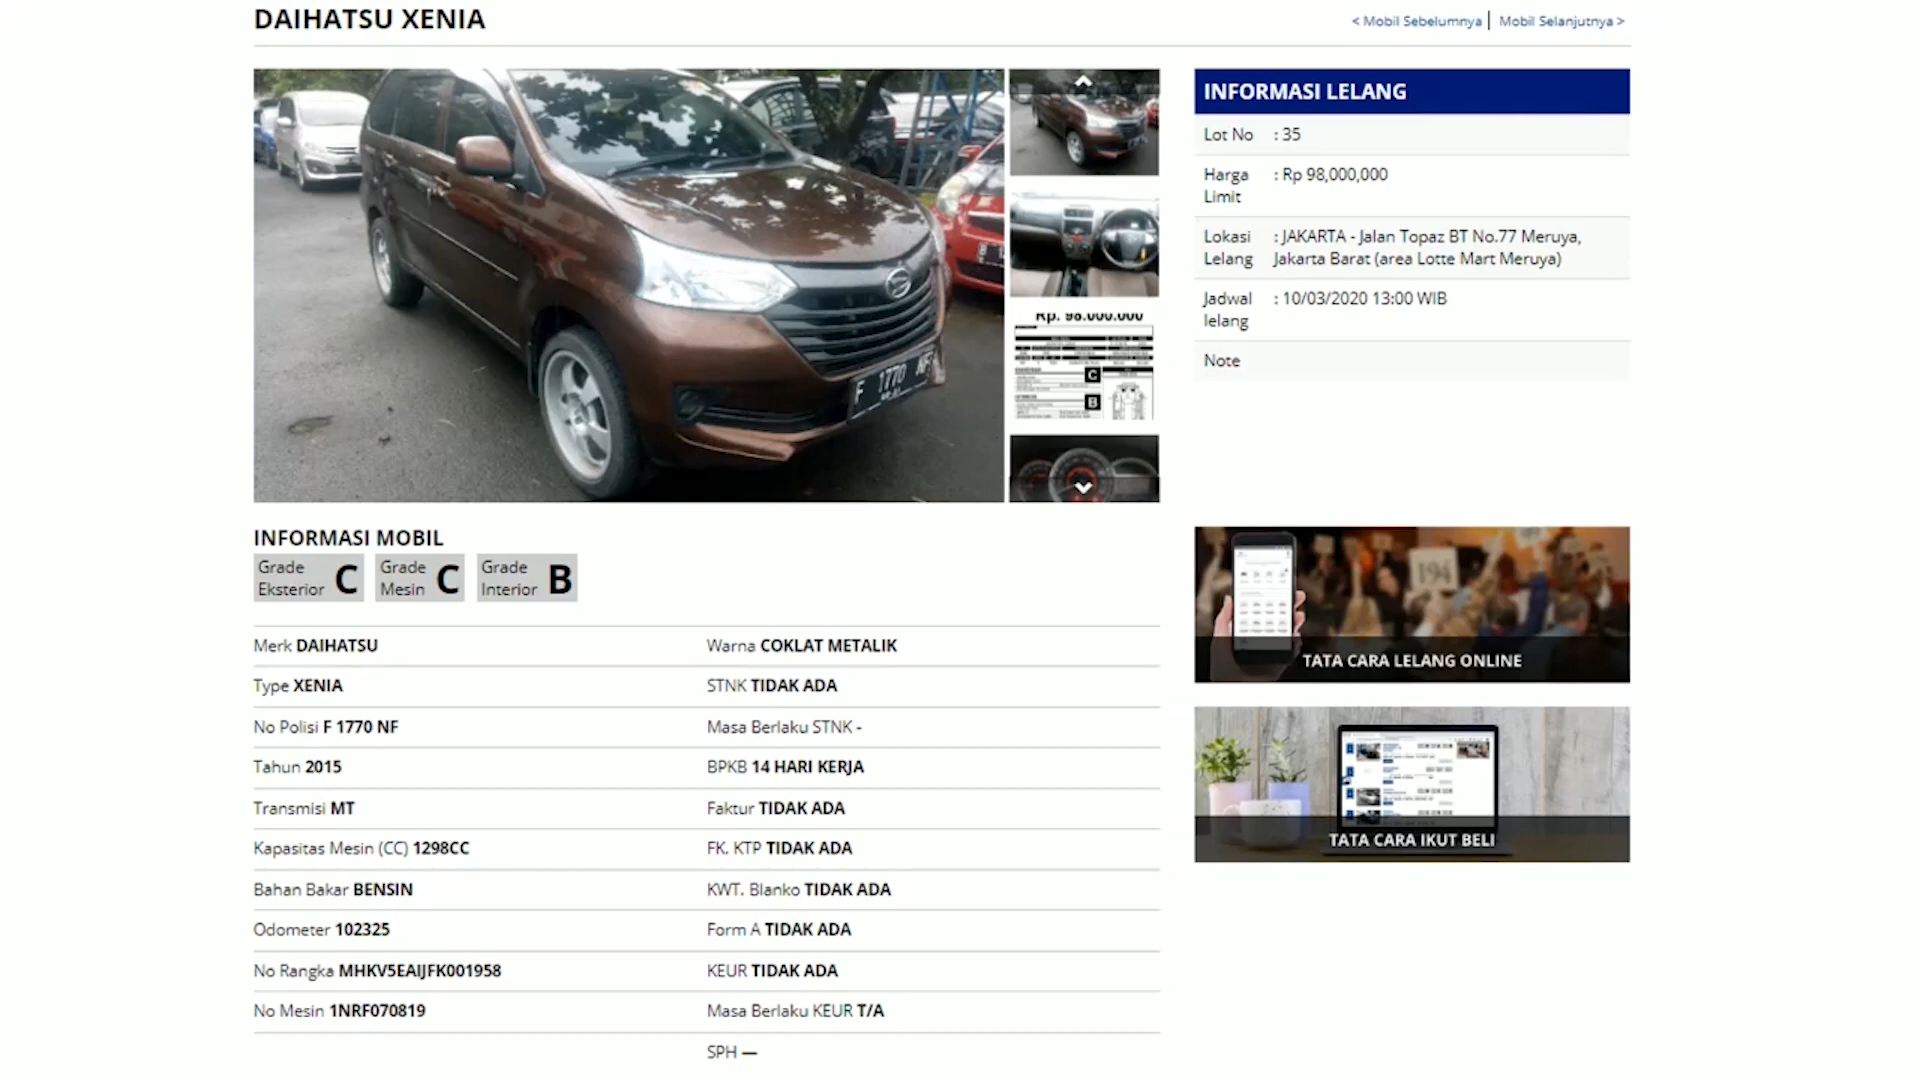 DAIHATSU XENIA
< Mobil Sebelumnya | Mobil Selanjutnya >
F 1770 NF
Rp. 98.000.000
C
B
INFORMASI LELANG
Lot No : 35
Harga Limit : Rp 98,000,000
Lokasi Lelang : JAKARTA - Jalan Topaz BT No.77 Meruya, Jakarta Barat (area Lotte Mart Meruya)
Jadwal lelang : 10/03/2020 13:00 WIB
Note
INFORMASI MOBIL
Grade Eksterior C
Grade Mesin C
Grade Interior B
Merk DAIHATSU
Type XENIA
No Polisi F 1770 NF
Tahun 2015
Transmisi MT
Kapasitas Mesin (CC) 1298CC
Bahan Bakar BENSIN
Odometer 102325
No Rangka MHKV5EAIJFK001958
No Mesin 1NRF070819
Warna COKLAT METALIK
STNK TIDAK ADA
Masa Berlaku STNK -
BPKB 14 HARI KERJA
Faktur TIDAK ADA
FK. KTP TIDAK ADA
KWT. Blanko TIDAK ADA
Form A TIDAK ADA
KEUR TIDAK ADA
Masa Berlaku KEUR T/A
SPH —
194
TATA CARA LELANG ONLINE
TATA CARA IKUT BELI